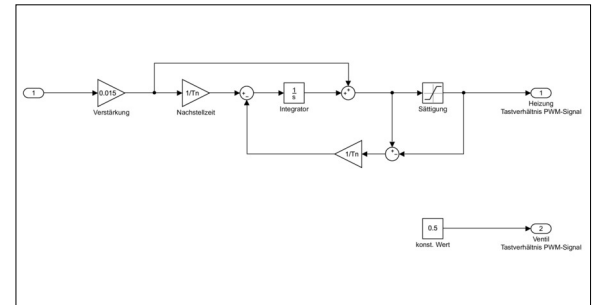 1
0.015
Verstärkung
1/Tn
Nachstellzeit
+
−
1
s
Integrator
+
+
Sättigung
1
Heizung
Tastverhältnis PWM-Signal
1/Tn
+
−
0.5
konst. Wert
2
Ventil
Tastverhältnis PWM-Signal